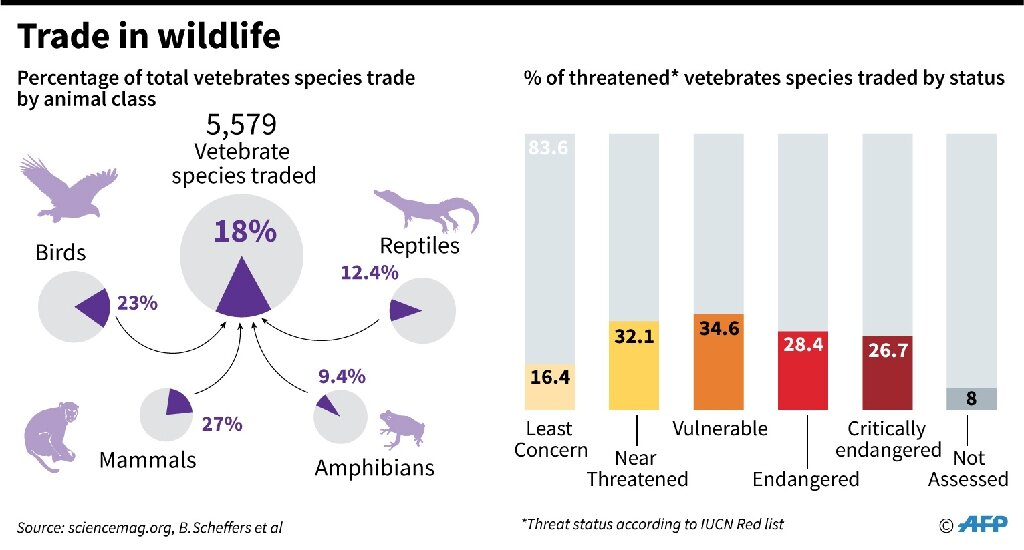 Trade in wildlife
Percentage of total vetebrates species trade
by animal class
5,579
Vetebrate
species traded
18%
Birds
23%
Reptiles
12.4%
Mammals
27%
9.4%
Amphibians
% of threatened* vetebrates species traded by status
83.6
16.4
32.1
34.6
28.4
26.7
8
Least
Concern
Near
Threatened
Vulnerable
Endangered
Critically
endangered
Not
Assessed
Source: sciencemag.org, B.Scheffers et al
*Threat status according to IUCN Red list
© AFP